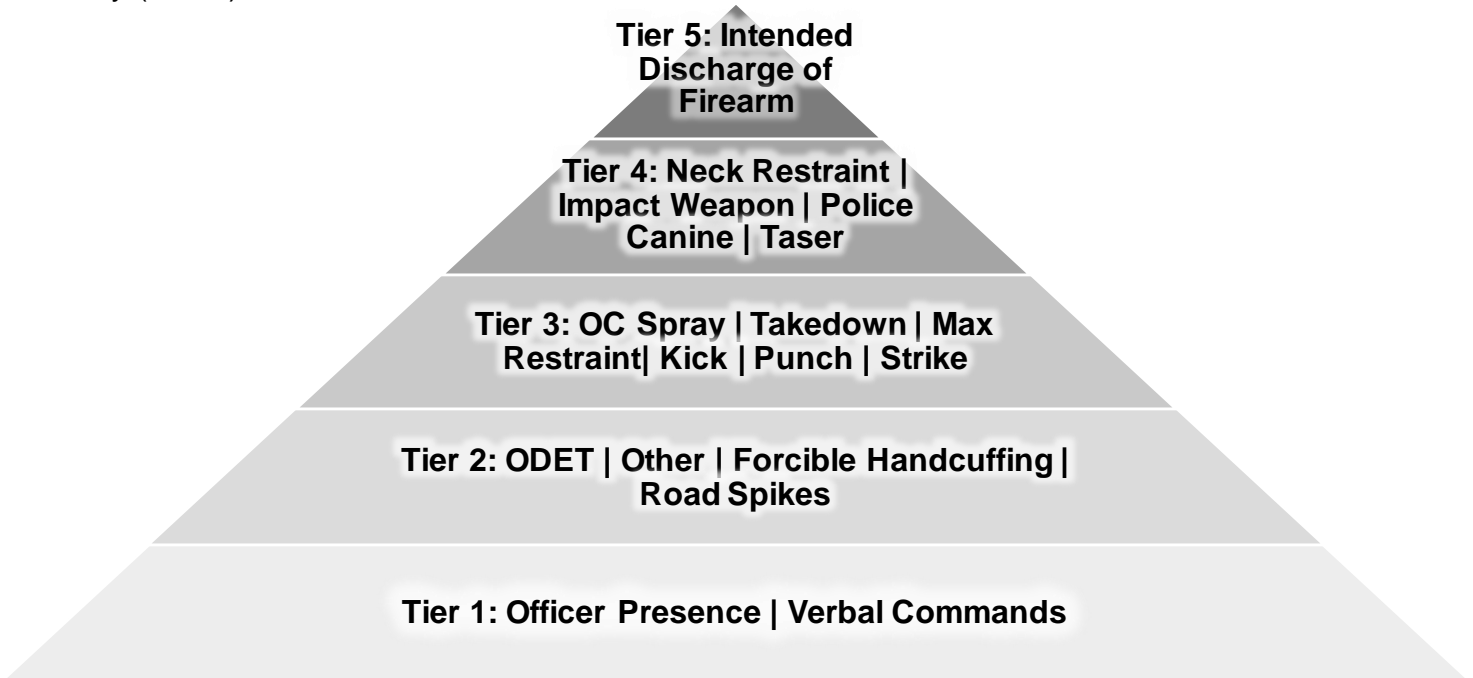 Tier 5: Intended
Discharge of
Firearm
Tier 4: Neck Restraint |
Impact Weapon | Police
Canine | Taser
Tier 3: OC Spray | Takedown | Max
Restraint| Kick | Punch | Strike
Tier 2: ODET | Other | Forcible Handcuffing |
Road Spikes
Tier 1: Officer Presence | Verbal Commands